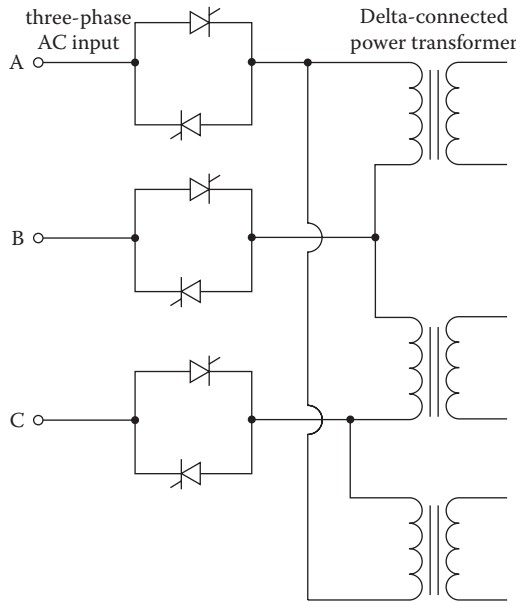 three-phase
AC input
Delta-connected
power transformer
A
B
C